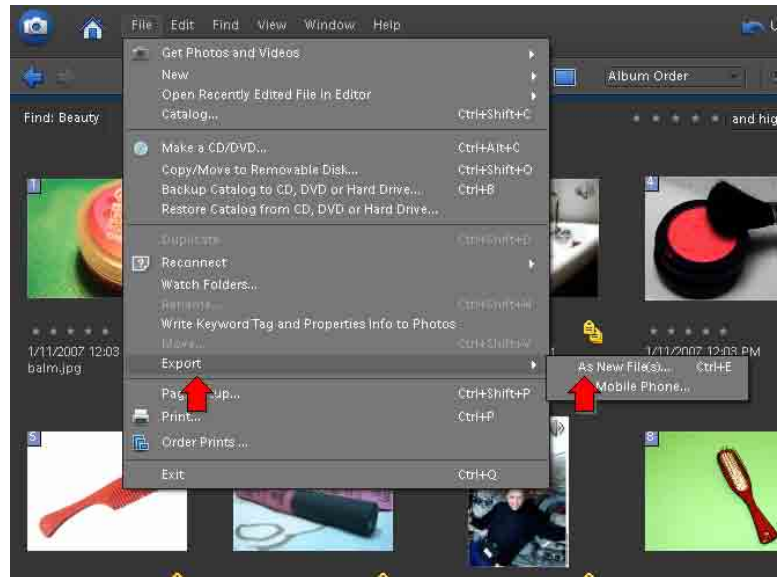 File Edit Find View Window Help
Get Photos and Videos
New
Open Recently Edited File in Editor
Catalog... Ctrl+Shift+C
Make a CD/DVD... Ctrl+Alt+C
Copy/Move to Removable Disk... Ctrl+Shift+O
Backup Catalog to CD, DVD or Hard Drive... Ctrl+B
Restore Catalog from CD, DVD or Hard Drive...
Duplicate Ctrl+Shift+D
Reconnect
Watch Folders...
Rename...
Write Keyword Tag and Properties Info to Photos
Move... Ctrl+Shift+V
Export
As New File(s)... Ctrl+E
Mobile Phone...
Ctrl+Shift+P
Print... Ctrl+P
Order Prints ...
Exit Ctrl+Q
Album Order
Find: Beauty
and hig
1
4
1/11/2007 12:03
balm.jpg
1/11/2007 12:03 PM
5
8